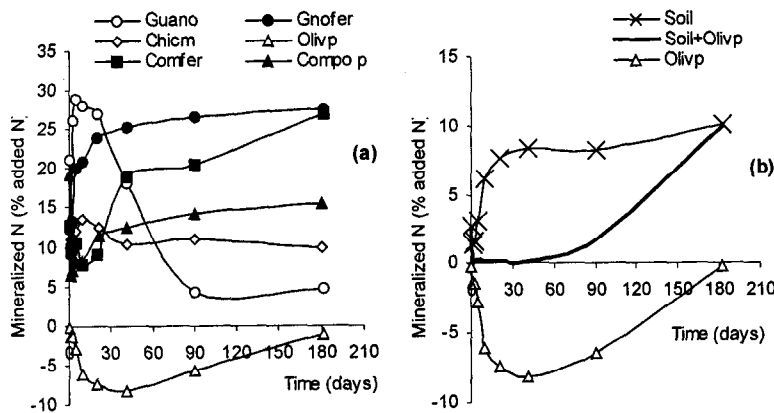 Guano
Gnofer
Chicm
Olivp
Comfer
Compo p
Mineralized N (% added N)
35
30
25
20
15
10
5
0
-5
-10
0 30 60 90 120 150 180 210
Time (days)
(a)
Soil
Soil+Olivp
Olivp
Mineralized N (% added N)
15
10
5
0
-5
-10
0 30 60 90 120 150 180 210
Time (days)
(b)